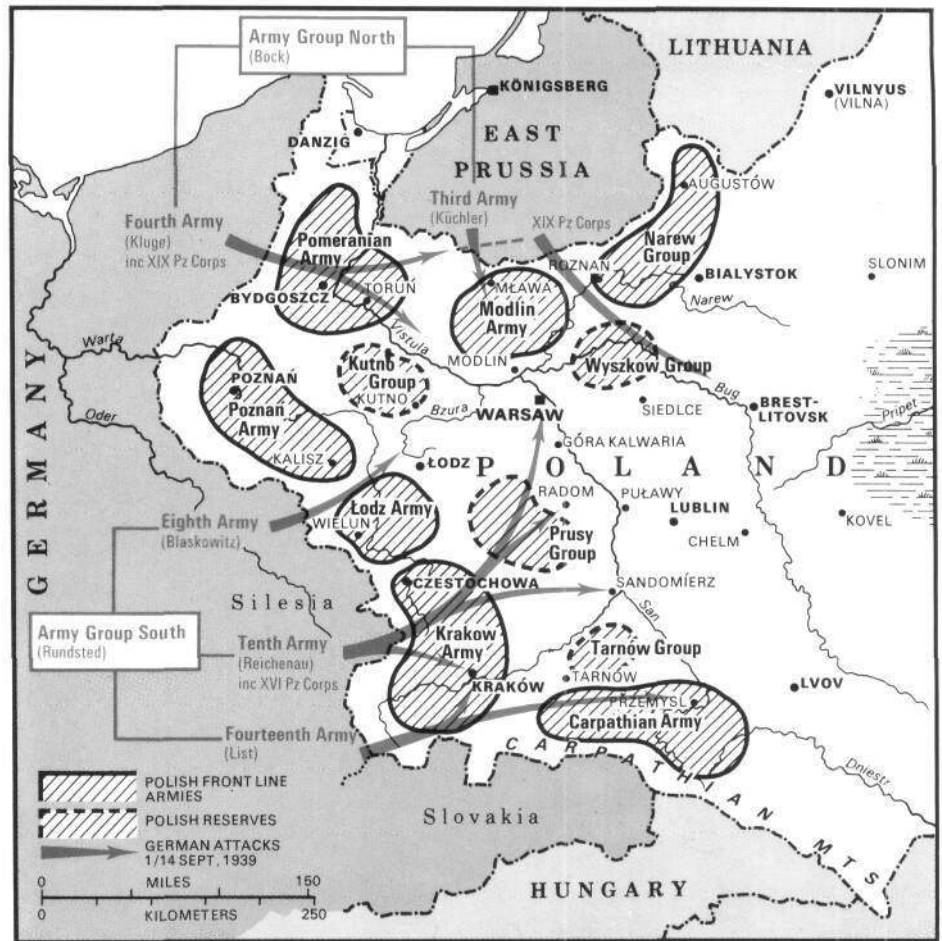 Army Group North
(Bock)
LITHUANIA
KÖNIGSBERG
VILNYUS
(VILNA)
DANZIG
EAST
PRUSSIA
AUGUSTÓW
Third Army
(Küchler)
XIX Pz Corps
Fourth Army
(Kluge)
inc XIX Pz Corps
Pomeranian
Army
Narew
Group
ROZNAN
BIALYSTOK
SLONIM
BYDGOSZCZ
TORUN
MŁAWA
Modlin
Army
Narew
Vistula
Warta
Kutno
Group
KUTNO
MODLIN
Wyszkow Group
Bug
POZNAŃ
Poznań
Army
Bzura
WARSAW
SIEDLCE
BREST-
LITOVSK
Pripet
Oder
GÓRA KALWARIA
KALISZ
ŁODZ
POLAND
GERMANY
RADOM
PUŁAWY
LUBLIN
Eighth Army
(Blaskowitz)
WIELUN
Łodz Army
Prusy
Group
CHELM
KOVEL
CZESTOCHOWA
SANDOMÍERZ
Silesia
San
Army Group South
(Rundsted)
Tenth Army
(Reichenau)
inc XVI Pz Corps
Krakow
Army
Tarnów Group
KRAKÓW
TARNÓW
LVOV
PRZEMYSL
Fourteenth Army
(List)
Carpathian Army
CARPATHIAN MTS
Dniestr
Slovakia
HUNGARY
POLISH FRONT LINE
ARMIES
POLISH RESERVES
GERMAN ATTACKS
1/14 SEPT. 1939
0 MILES 150
0 KILOMETERS 250